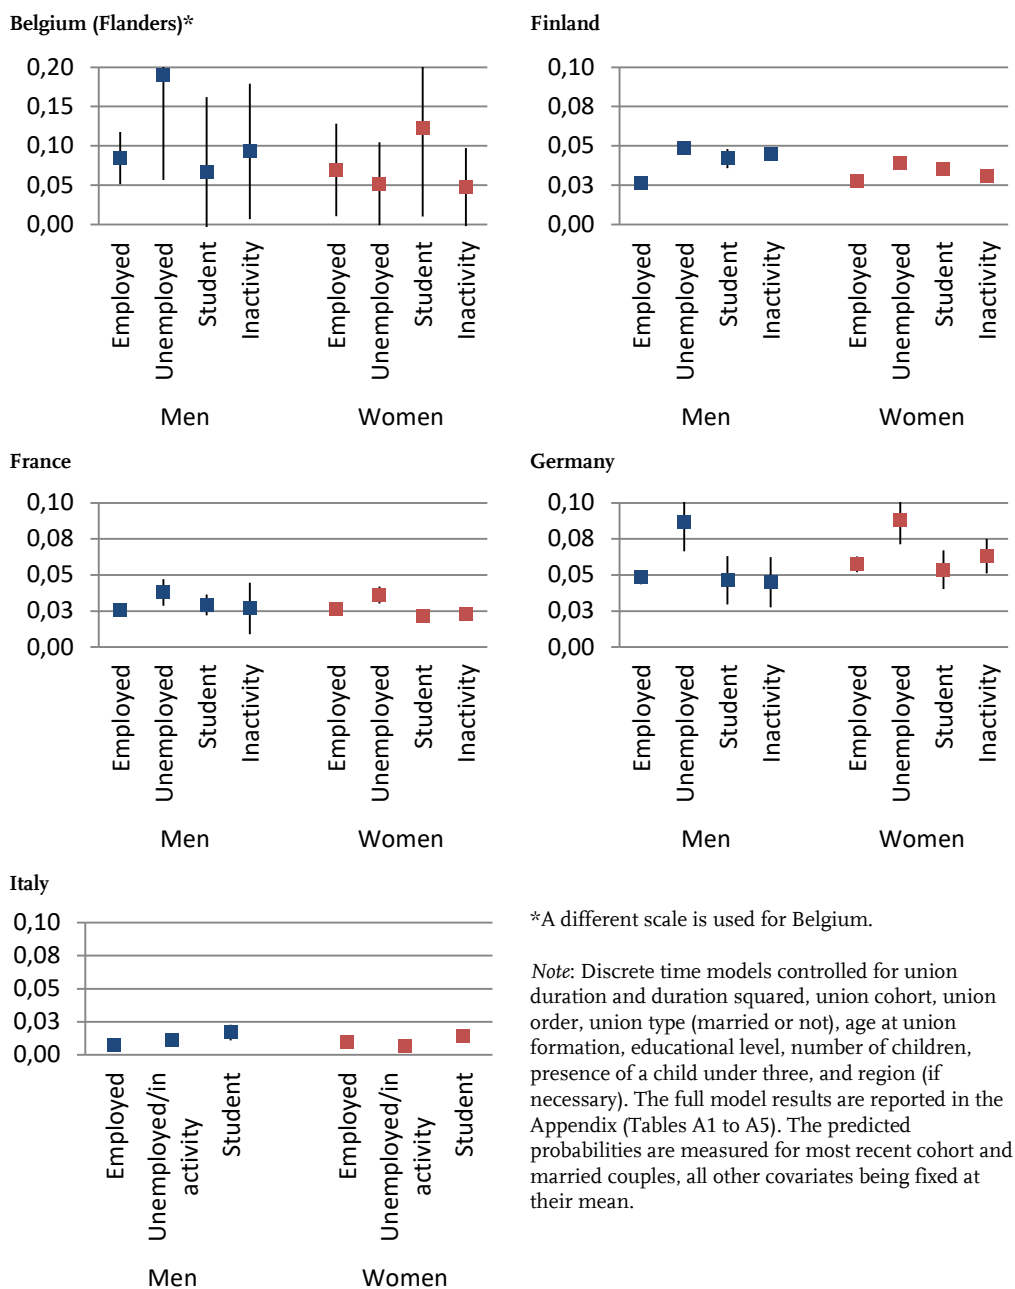 Belgium (Flanders)*
0,20
0,15
0,10
0,05
0,00
Employed
Unemployed
Student
Inactivity
Employed
Unemployed
Student
Inactivity
Men
Women
Finland
0,10
0,08
0,05
0,03
0,00
Employed
Unemployed
Student
Inactivity
Employed
Unemployed
Student
Inactivity
Men
Women
France
0,10
0,08
0,05
0,03
0,00
Employed
Unemployed
Student
Inactivity
Employed
Unemployed
Student
Inactivity
Men
Women
Germany
0,10
0,08
0,05
0,03
0,00
Employed
Unemployed
Student
Inactivity
Employed
Unemployed
Student
Inactivity
Men
Women
Italy
0,10
0,08
0,05
0,03
0,00
Employed
Unemployed/in
activity
Student
Employed
Unemployed/in
activity
Student
Men
Women
*A different scale is used for Belgium.
Note: Discrete time models controlled for union
duration and duration squared, union cohort, union
order, union type (married or not), age at union
formation, educational level, number of children,
presence of a child under three, and region (if
necessary). The full model results are reported in the
Appendix (Tables A1 to A5). The predicted
probabilities are measured for most recent cohort and
married couples, all other covariates being fixed at
their mean.